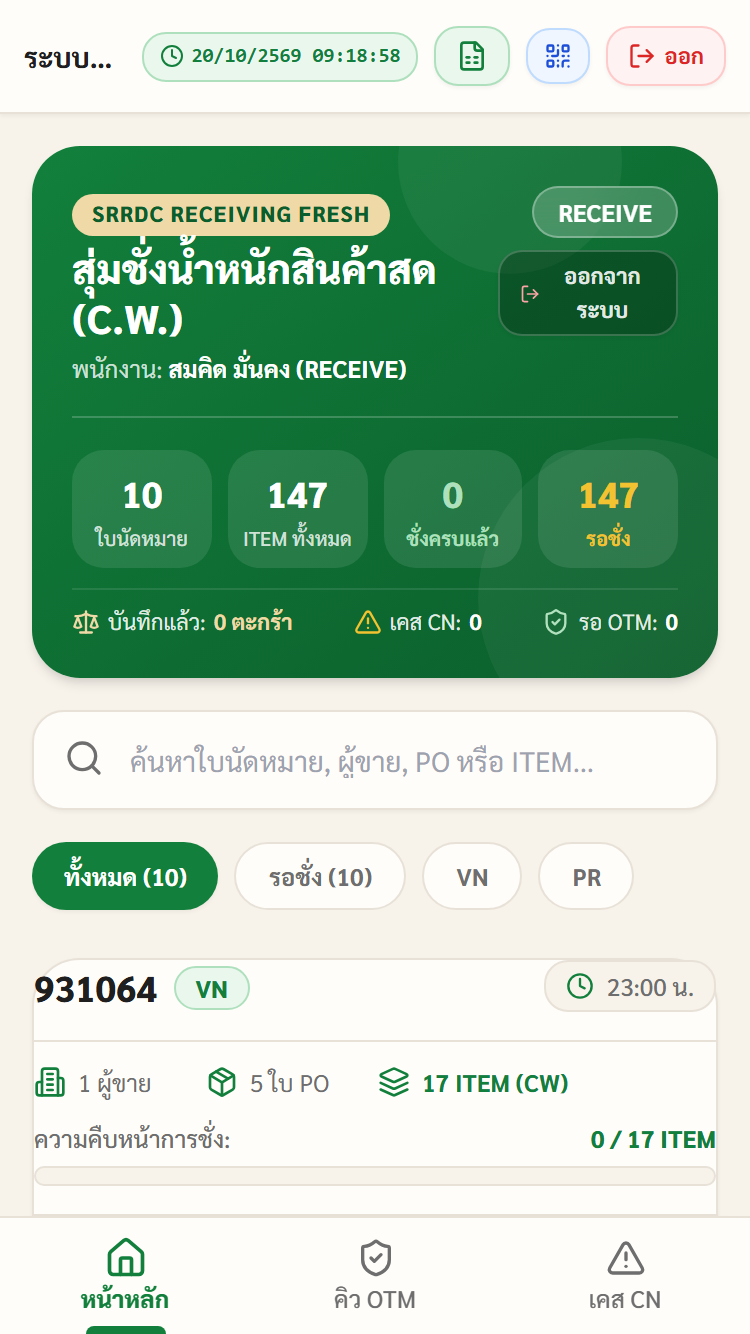 ระบบ...
20/10/2569 09:18:58
ออก
SRRDC RECEIVING FRESH
RECEIVE
สุ่มชั่งน้ำหนักสินค้าสด
(C.W.)
ออกจาก
ระบบ
พนักงาน: สมคิด มั่นคง (RECEIVE)
10
147
0
147
ใบนัดหมาย
ITEM ทั้งหมด
ชั่งครบแล้ว
รอชั่ง
บันทึกแล้ว: 0 ตะกร้า
เคส CN: 0
รอ OTM: 0
ค้นหาใบนัดหมาย, ผู้ขาย, PO หรือ ITEM...
ทั้งหมด (10)
รอชั่ง (10)
VN
PR
931064
VN
23:00 น.
1 ผู้ขาย
5 ใบ PO
17 ITEM (CW)
ความคืบหน้าการชั่ง:
0 / 17 ITEM
หน้าหลัก
คิว OTM
เคส CN